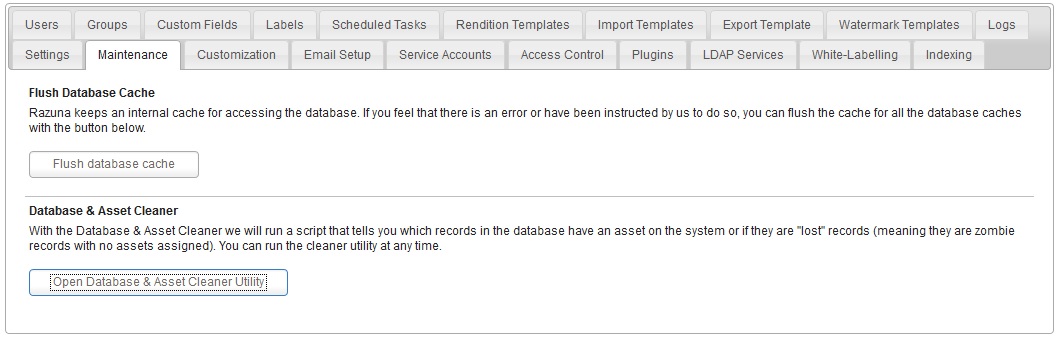 Users Groups Custom Fields Labels Scheduled Tasks Rendition Templates Import Templates Export Template Watermark Templates Logs
Settings Maintenance Customization Email Setup Service Accounts Access Control Plugins LDAP Services White-Labelling Indexing
Flush Database Cache
Razuna keeps an internal cache for accessing the database. If you feel that there is an error or have been instructed by us to do so, you can flush the cache for all the database caches
with the button below.
Flush database cache
Database & Asset Cleaner
With the Database & Asset Cleaner we will run a script that tells you which records in the database have an asset on the system or if they are "lost" records (meaning they are zombie
records with no assets assigned). You can run the cleaner utility at any time.
Open Database & Asset Cleaner Utility